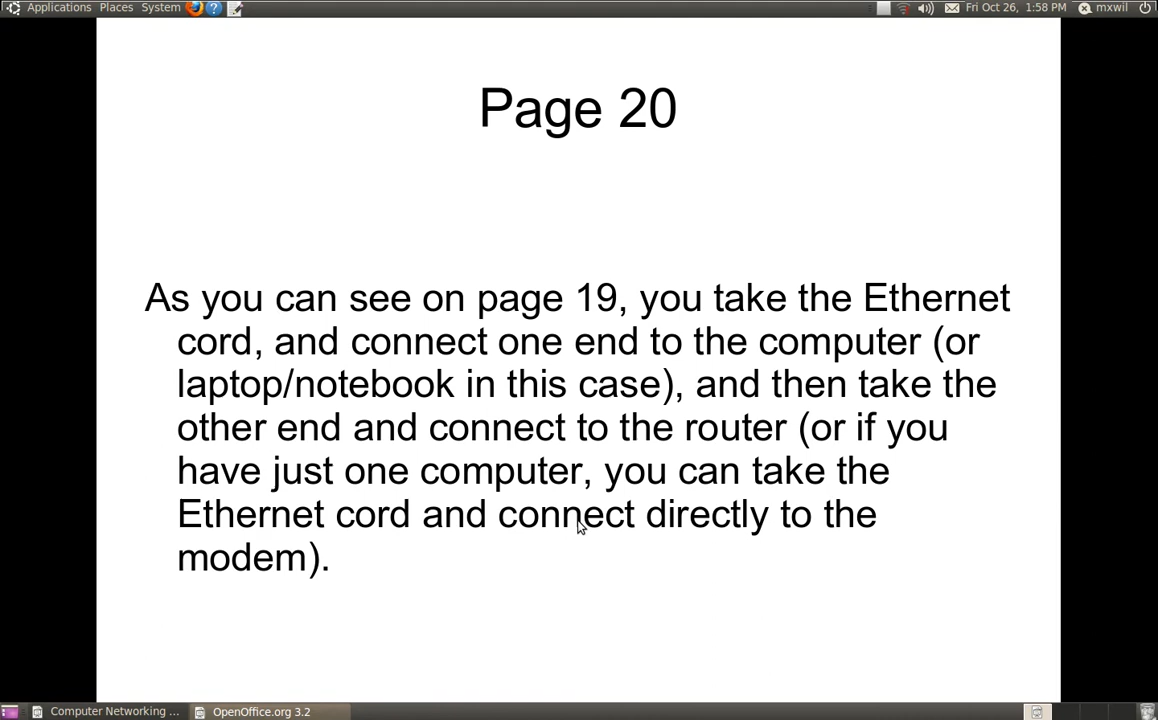 Applications Places System
Fri Oct 26, 1:58 PM mxwil
Page 20
As you can see on page 19, you take the Ethernet
cord, and connect one end to the computer (or
laptop/notebook in this case), and then take the
other end and connect to the router (or if you
have just one computer, you can take the
Ethernet cord and connect directly to the
modem).
Computer Networking ... OpenOffice.org 3.2